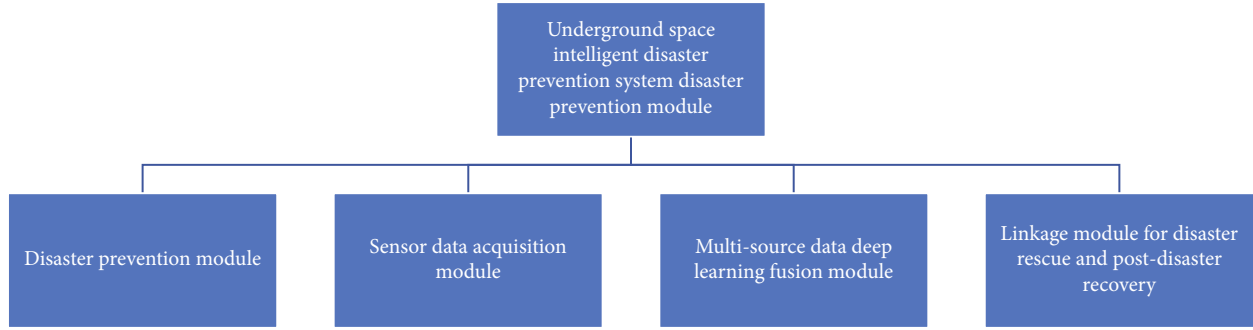 Underground space
intelligent disaster
prevention system disaster
prevention module
Disaster prevention module
Sensor data acquisition
module
Multi-source data deep
learning fusion module
Linkage module for disaster
rescue and post-disaster
recovery